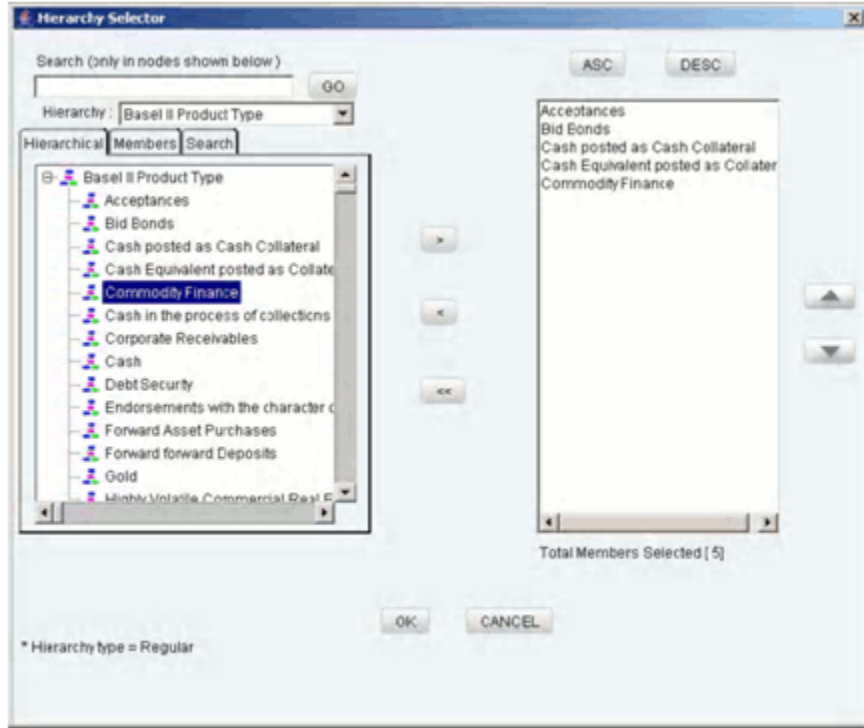 Hierarchy Selector
Search (only in nodes shown below )
GO
Hierarchy : Basel II Product Type
Hierarchical Members Search
Basel II Product Type
Acceptances
Bid Bonds
Cash posted as Cash Collateral
Cash Equivalent posted as Collate
Commodity Finance
Cash in the process of collections
Corporate Receivables
Cash
Debt Security
Endorsements with the character o
Forward Asset Purchases
Forward forward Deposits
Gold
Highly Volatile Commercial Real E
>
<
<<
ASC DESC
Acceptances
Bid Bonds
Cash posted as Cash Collateral
Cash Equivalent posted as Collater
Commodity Finance
Total Members Selected [ 5]
OK CANCEL
* Hierarchy type = Regular